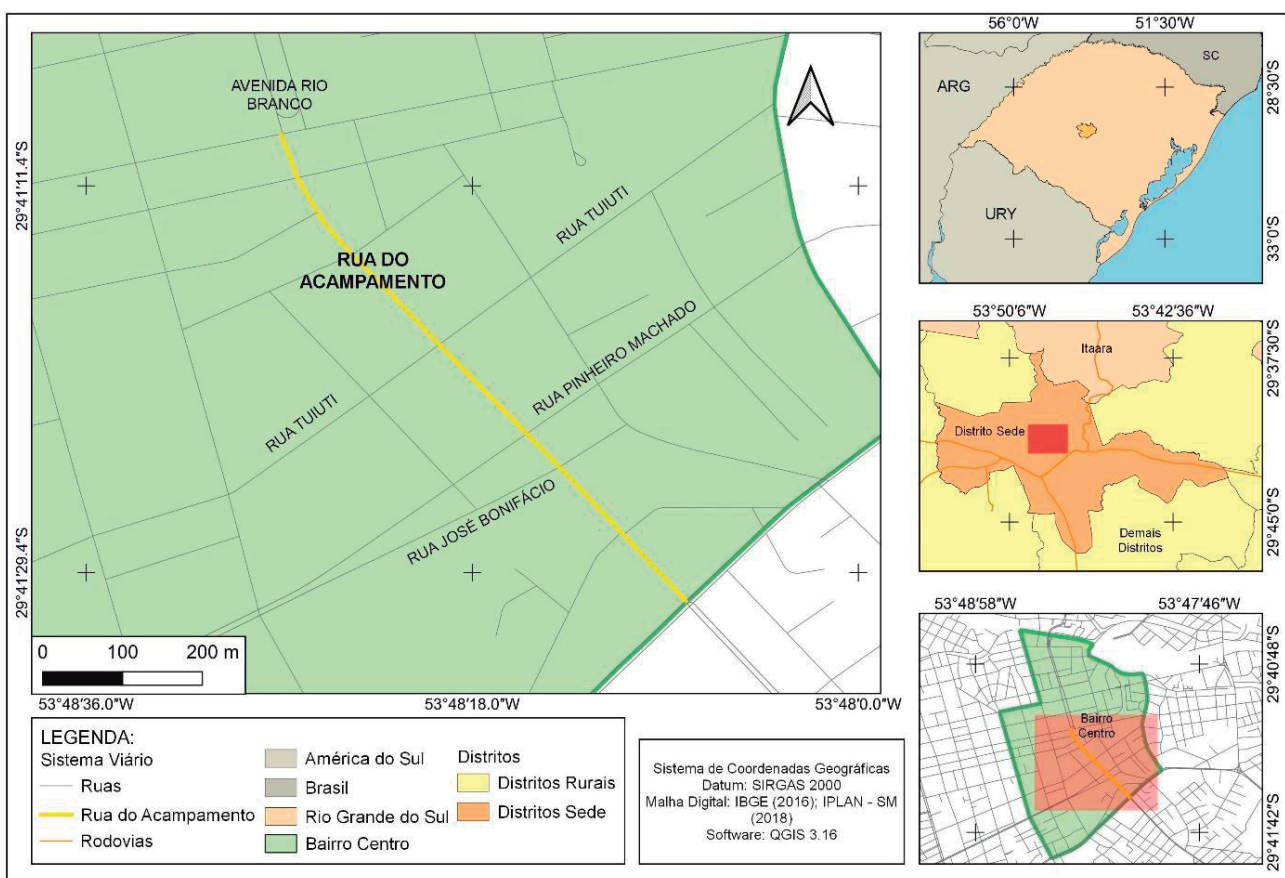 AVENIDA RIO
BRANCO
RUA TUIUTI
RUA DO
ACAMPAMENTO
RUA PINHEIRO MACHADO
RUA TUIUTI
RUA JOSÉ BONIFÁCIO
29°41'11.4"S
29°41'29.4"S
0 100 200 m
53°48'36.0"W 53°48'18.0"W 53°48'0.0"W
56°0'W 51°30'W
SC
ARG
URY
28°30'S
33°0'S
53°50'6"W 53°42'36"W
Itaara
Distrito Sede
Demais
Distritos
29°37'30"S
29°45'0"S
53°48'58"W 53°47'46"W
Bairro
Centro
29°40'48"S
29°41'42"S
LEGENDA:
Sistema Viário
Ruas
Rua do Acampamento
Rodovias
América do Sul
Brasil
Rio Grande do Sul
Bairro Centro
Distritos
Distritos Rurais
Distritos Sede
Sistema de Coordenadas Geográficas
Datum: SIRGAS 2000
Malha Digital: IBGE (2016); IPLAN - SM
(2018)
Software: QGIS 3.16